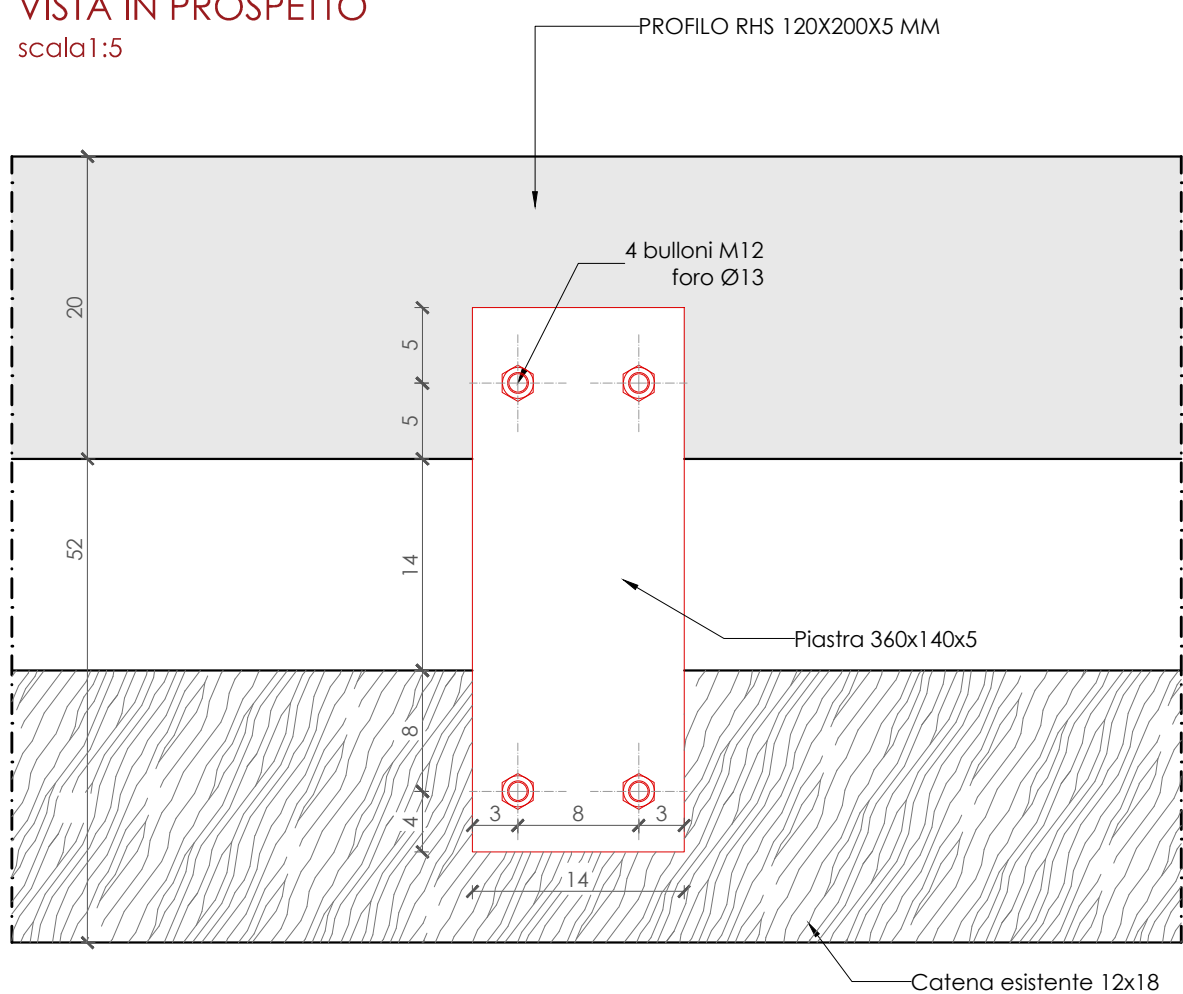 VISTA IN PROSPETTO
scala1:5
PROFILO RHS 120X200X5 MM
4 bulloni M12
foro Ø13
20
5
5
52
14
Piastra 360x140x5
8
4
3
8
3
14
Catena esistente 12x18